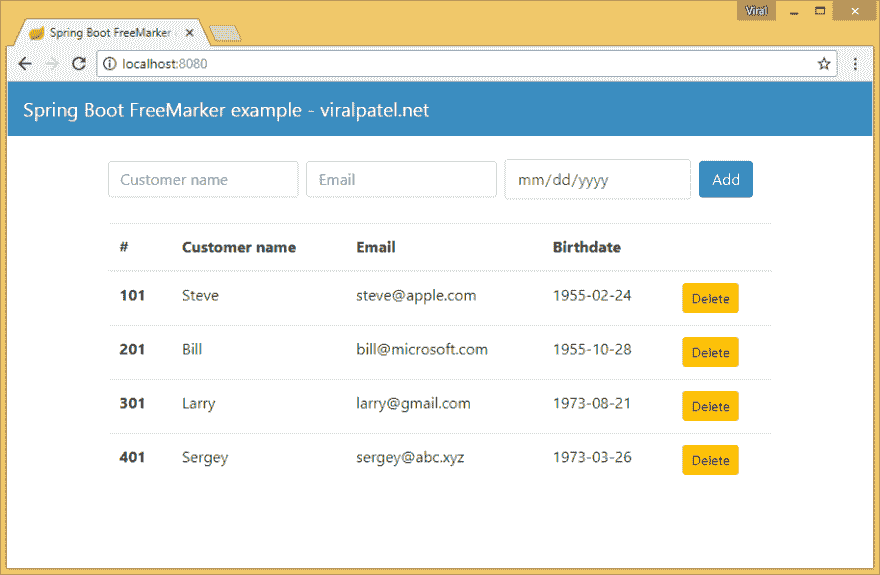 Viral
Spring Boot FreeMarker
localhost:8080
Spring Boot FreeMarker example - viralpatel.net
Customer name Email mm/dd/yyyy Add
# Customer name Email Birthdate
101 Steve steve@apple.com 1955-02-24 Delete
201 Bill bill@microsoft.com 1955-10-28 Delete
301 Larry larry@gmail.com 1973-08-21 Delete
401 Sergey sergey@abc.xyz 1973-03-26 Delete